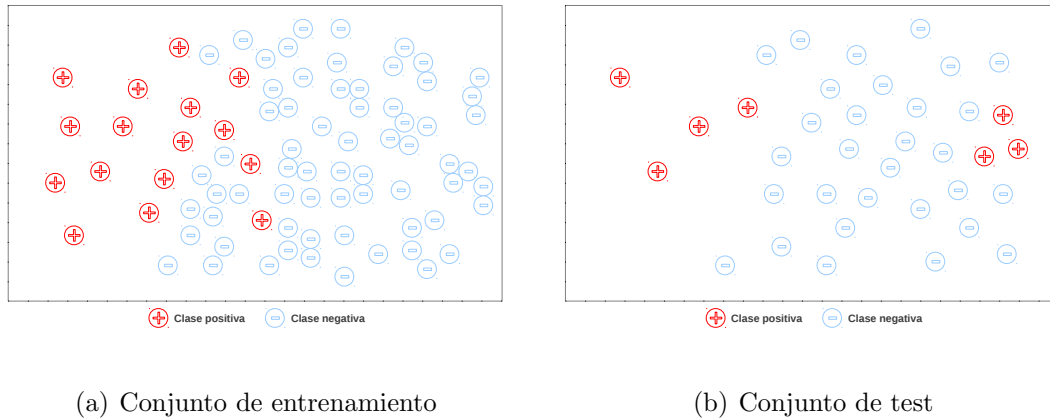 Clase positiva Clase negativa
Clase positiva Clase negativa
(a) Conjunto de entrenamiento
(b) Conjunto de test